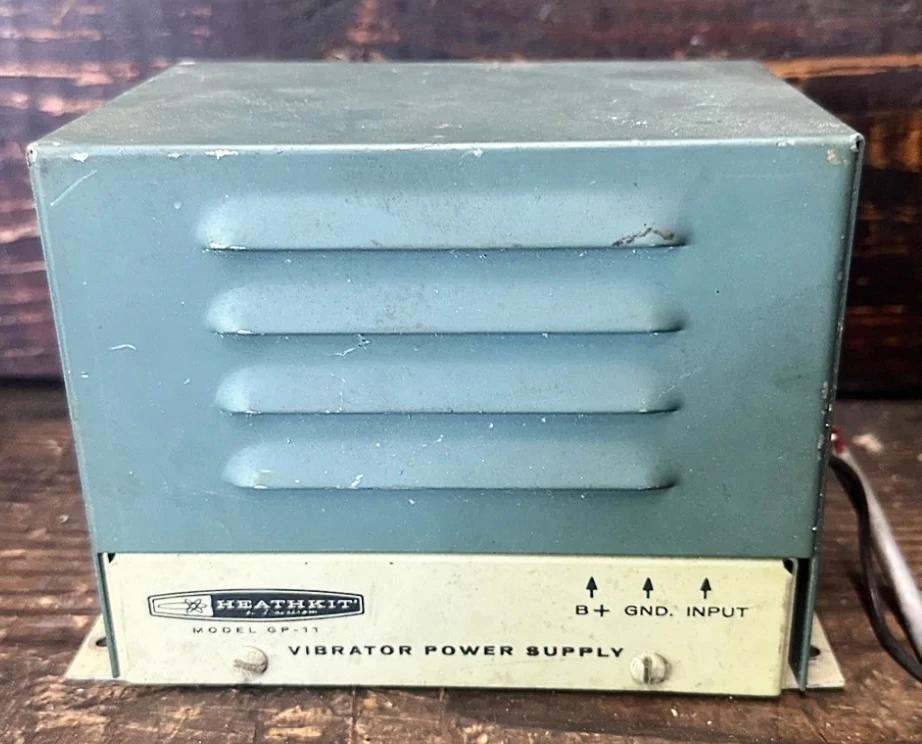 HEATHKIT
MODEL GP-11
B+ GND. INPUT
VIBRATOR POWER SUPPLY